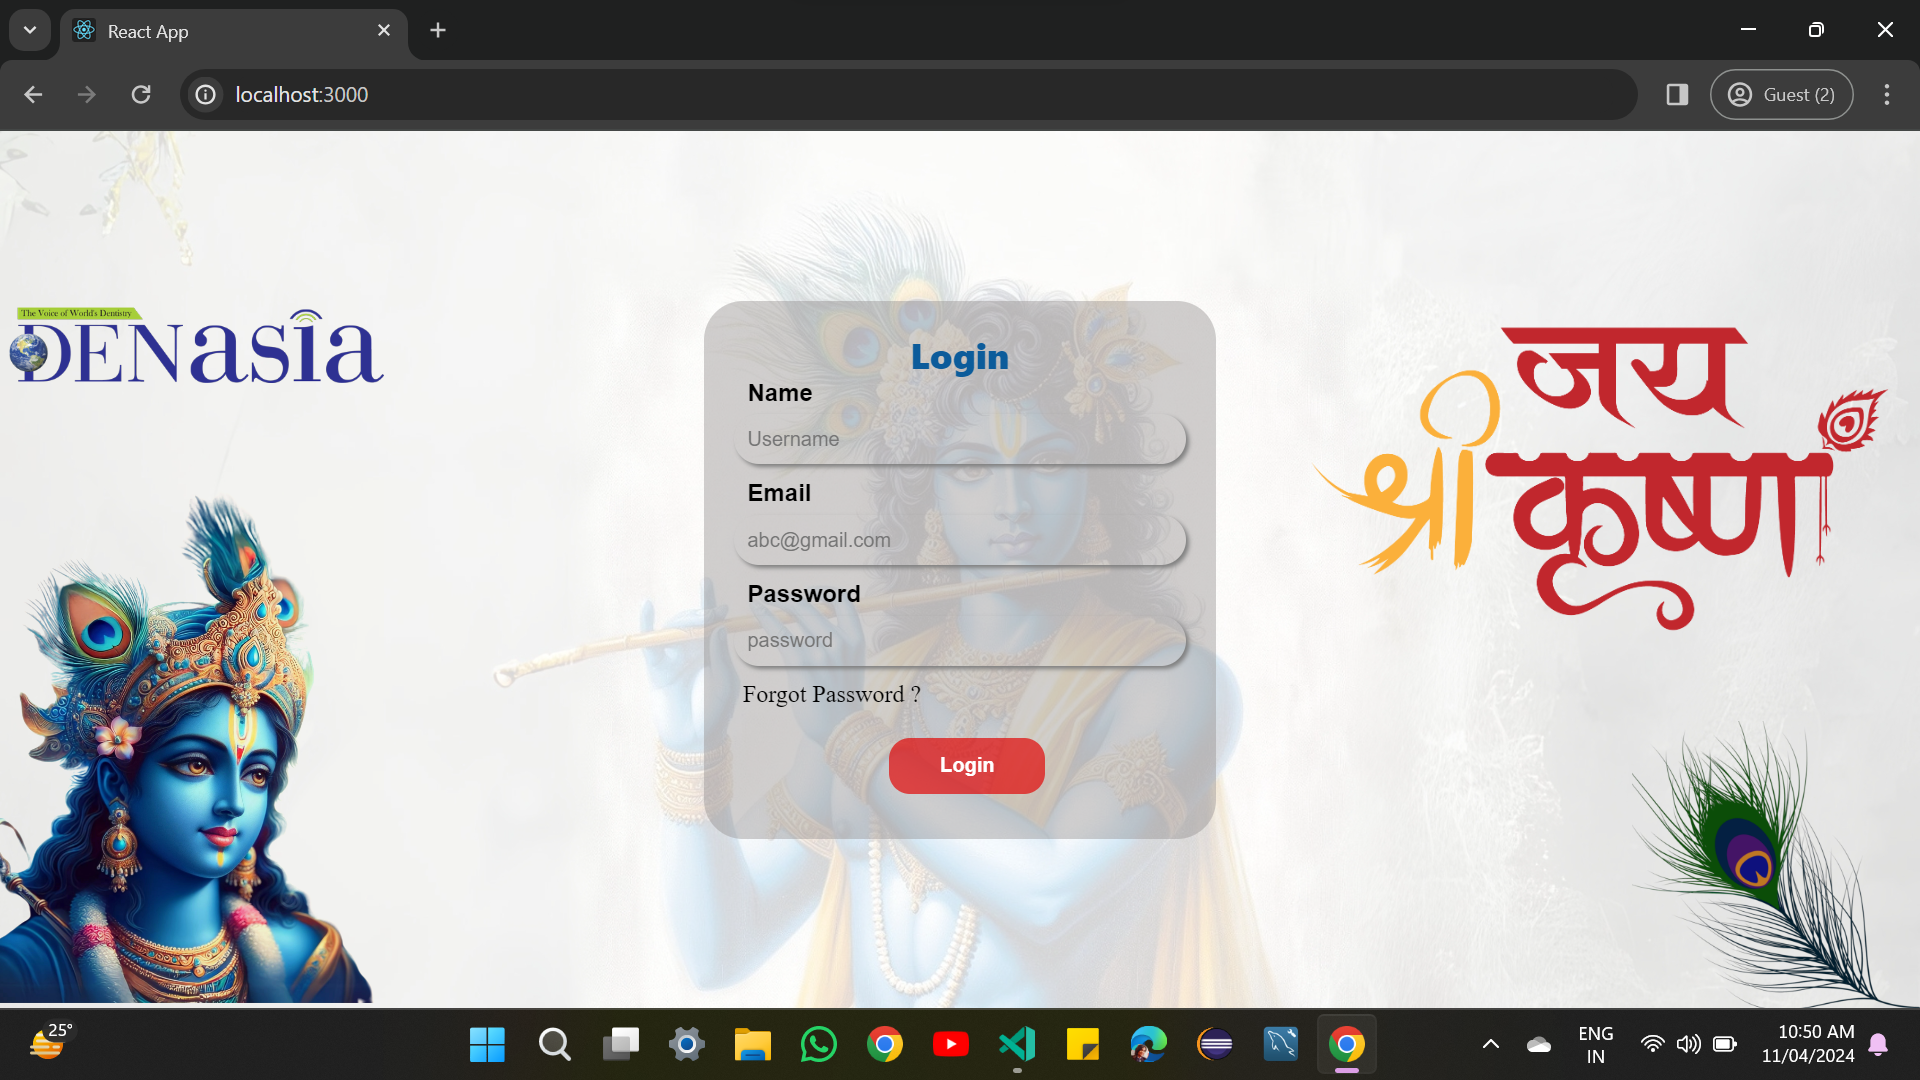 React App
localhost:3000
Guest (2)
The Voice of World's Dentistry
DENasia
Login
Name
Username
Email
abc@gmail.com
Password
password
Forgot Password ?
Login
जय
श्री कृष्ण
25°
ENG
IN
10:50 AM
11/04/2024